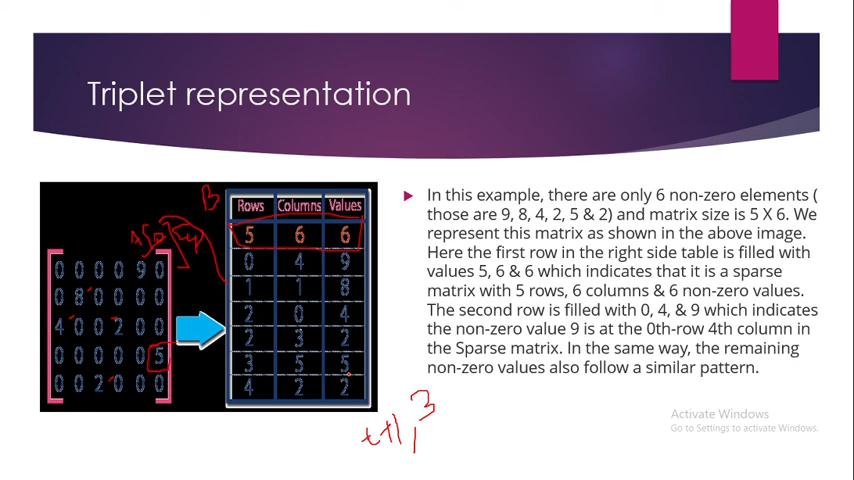 Triplet representation
0 0 0 0 9 0
0 8 0 0 0 0
4 0 0 2 0 0
0 0 0 0 0 5
0 0 2 0 0 0
B
Rows Columns Values
5 6 6
0 4 9
1 1 8
2 0 4
2 3 2
3 5 5
4 2 2
t+1, 3
In this example, there are only 6 non-zero elements (
those are 9, 8, 4, 2, 5 & 2) and matrix size is 5 X 6. We
represent this matrix as shown in the above image.
Here the first row in the right side table is filled with
values 5, 6 & 6 which indicates that it is a sparse
matrix with 5 rows, 6 columns & 6 non-zero values.
The second row is filled with 0, 4, & 9 which indicates
the non-zero value 9 is at the 0th-row 4th column in
the Sparse matrix. In the same way, the remaining
non-zero values also follow a similar pattern.
Activate Windows
Go to Settings to activate Windows.